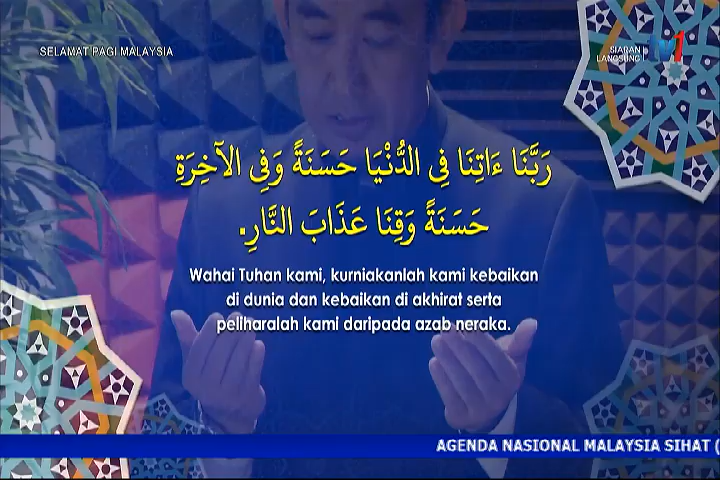 SELAMAT PAGI MALAYSIA
SIARAN
LANGSUNG
tv1
رَبَّنَا ءَاتِنَا فِى الدُّنْيَا حَسَنَةً وَفِى الآخِرَةِ
حَسَنَةً وَقِنَا عَذَابَ النَّارِ.
Wahai Tuhan kami, kurniakanlah kami kebaikan
di dunia dan kebaikan di akhirat serta
peliharalah kami daripada azab neraka.
AGENDA NASIONAL MALAYSIA SIHAT (